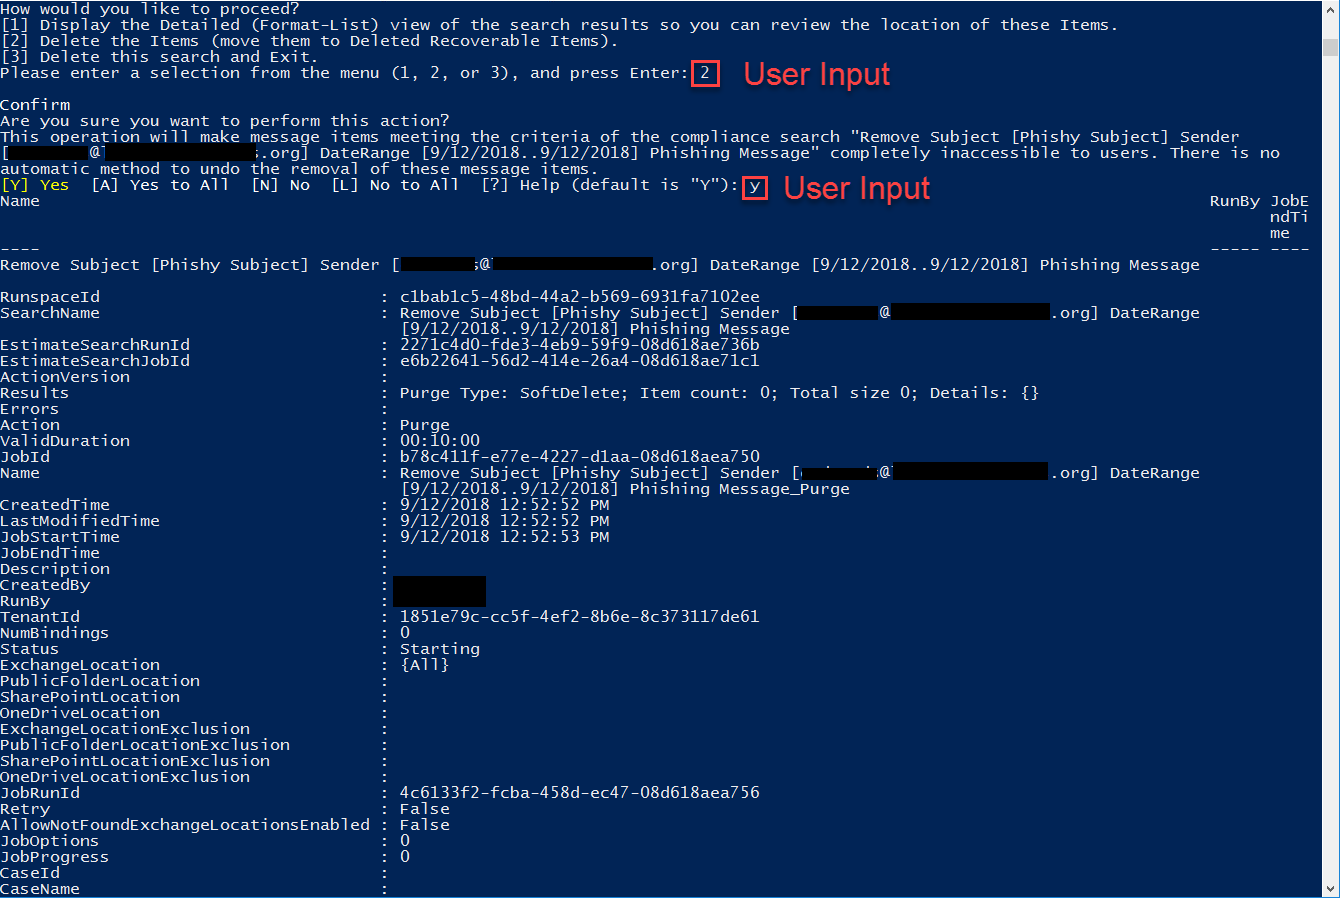 How would you like to proceed?
[1] Display the Detailed (Format-List) view of the search results so you can review the location of these Items.
[2] Delete the Items (move them to Deleted Recoverable Items).
[3] Delete this search and Exit.
Please enter a selection from the menu (1, 2, or 3), and press Enter: 2 User Input
Confirm
Are you sure you want to perform this action?
This operation will make message items meeting the criteria of the compliance search "Remove Subject [Phishy Subject] Sender
[ @ .org] DateRange [9/12/2018..9/12/2018] Phishing Message" completely inaccessible to users. There is no
automatic method to undo the removal of these message items.
[Y] Yes [A] Yes to All [N] No [L] No to All [?] Help (default is "Y"): y User Input
Name RunBy JobE
ndTi
me
---- ----- ----
Remove Subject [Phishy Subject] Sender [ @ .org] DateRange [9/12/2018..9/12/2018] Phishing Message
RunspaceId : c1bab1c5-48bd-44a2-b569-6931fa7102ee
SearchName : Remove Subject [Phishy Subject] Sender [ @ .org] DateRange
[9/12/2018..9/12/2018] Phishing Message
EstimateSearchRunId : 2271c4d0-fde3-4eb9-59f9-08d618ae736b
EstimateSearchJobId : e6b22641-56d2-414e-26a4-08d618ae71c1
ActionVersion :
Results : Purge Type: SoftDelete; Item count: 0; Total size 0; Details: {}
Errors :
Action : Purge
ValidDuration : 00:10:00
JobId : b78c411f-e77e-4227-d1aa-08d618aea750
Name : Remove Subject [Phishy Subject] Sender [ @ .org] DateRange
[9/12/2018..9/12/2018] Phishing Message_Purge
CreatedTime : 9/12/2018 12:52:52 PM
LastModifiedTime : 9/12/2018 12:52:52 PM
JobStartTime : 9/12/2018 12:52:53 PM
JobEndTime :
Description :
CreatedBy :
RunBy :
TenantId : 1851e79c-cc5f-4ef2-8b6e-8c373117de61
NumBindings : 0
Status : Starting
ExchangeLocation : {All}
PublicFolderLocation :
SharePointLocation :
OneDriveLocation :
ExchangeLocationExclusion :
PublicFolderLocationExclusion :
SharePointLocationExclusion :
OneDriveLocationExclusion :
JobRunId : 4c6133f2-fcba-458d-ec47-08d618aea756
Retry : False
AllowNotFoundExchangeLocationsEnabled : False
JobOptions : 0
JobProgress : 0
CaseId :
CaseName :